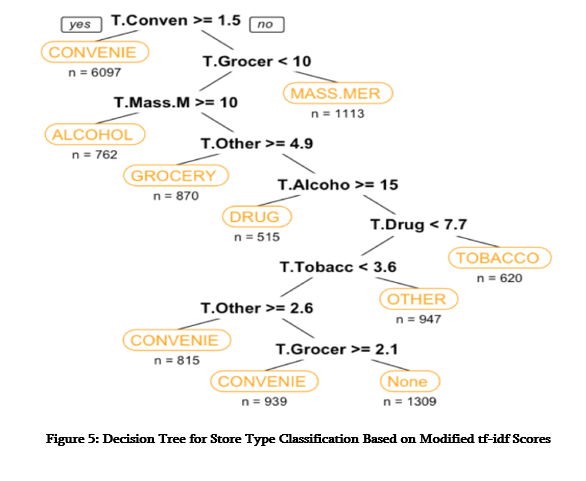 yes T.Conven >= 1.5 no
CONVENIE
n = 6097
T.Grocer < 10
MASS.MER
n = 1113
T.Mass.M >= 10
ALCOHOL
n = 762
T.Other >= 4.9
GROCERY
n = 870
T.Alcoho >= 15
DRUG
n = 515
T.Drug < 7.7
TOBACCO
n = 620
T.Tobacc < 3.6
OTHER
n = 947
T.Other >= 2.6
CONVENIE
n = 815
T.Grocer >= 2.1
CONVENIE
n = 939
None
n = 1309
Figure 5: Decision Tree for Store Type Classification Based on Modified tf-idf Scores